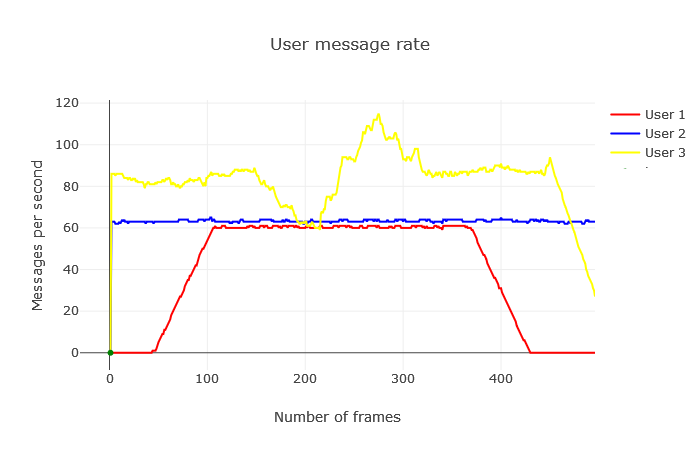 User message rate
120
100
80
60
40
20
0
Messages per second
0
100
200
300
400
Number of frames
User 1
User 2
User 3